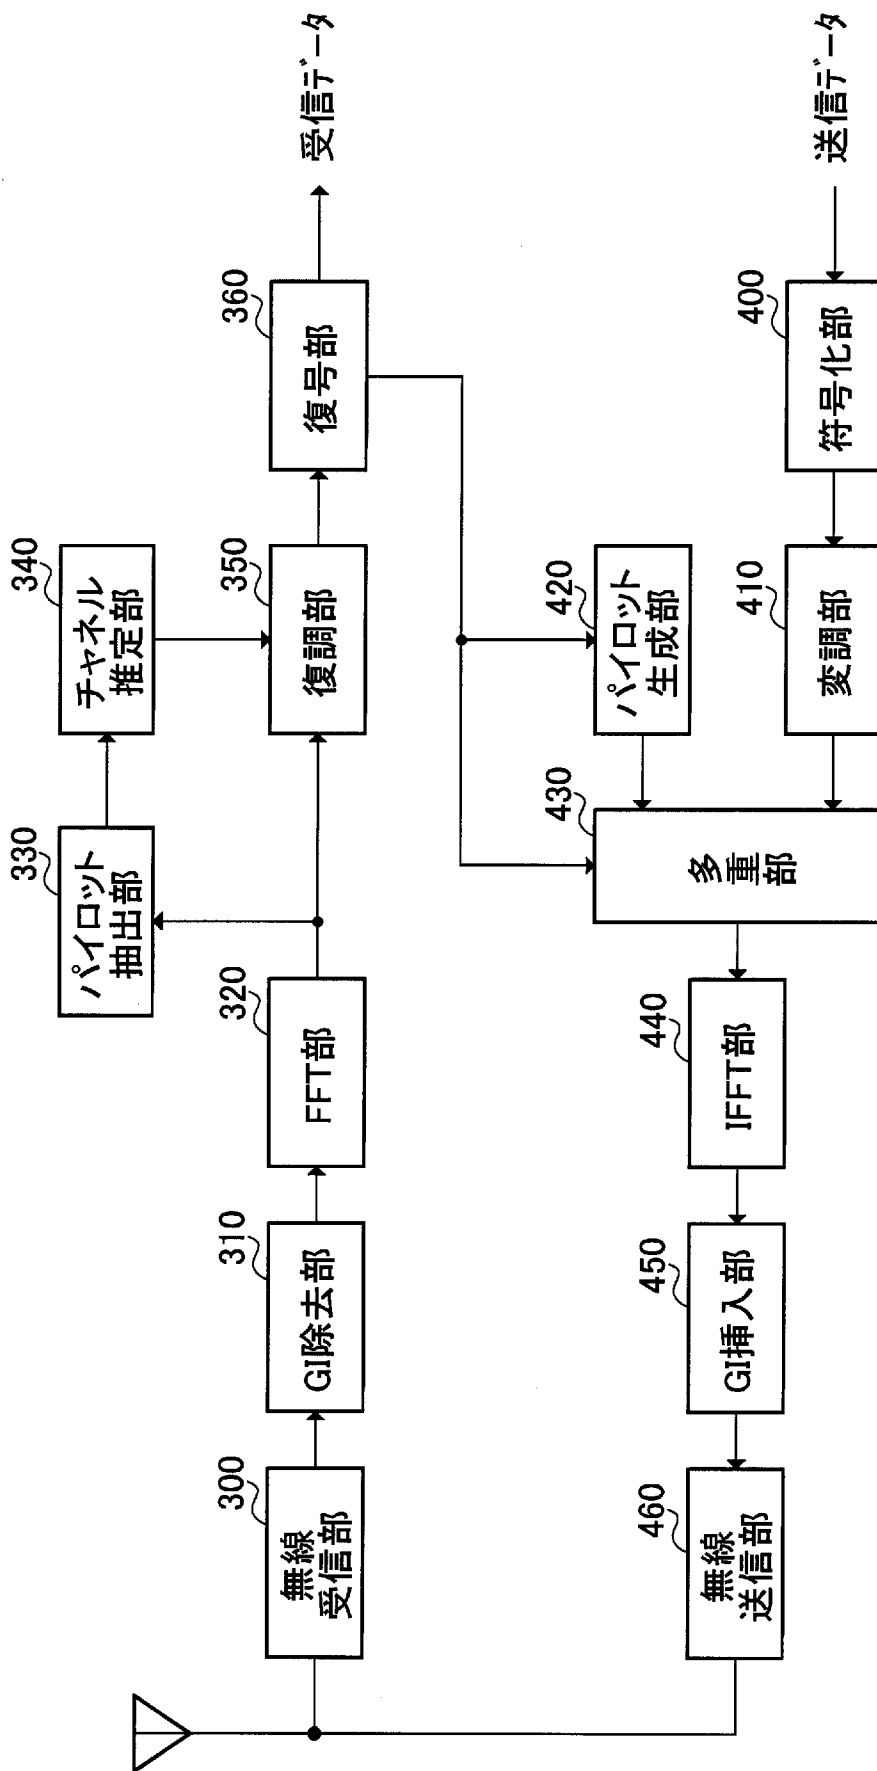 330
パイロット
抽出部
340
チャネル
推定部
300
無線
受信部
310
GI除去部
320
FFT部
350
復調部
360
復号部
受信データ
420
パイロット
生成部
430
多重部
460
無線
送信部
450
GI挿入部
440
IFFT部
410
変調部
400
符号化部
送信データ